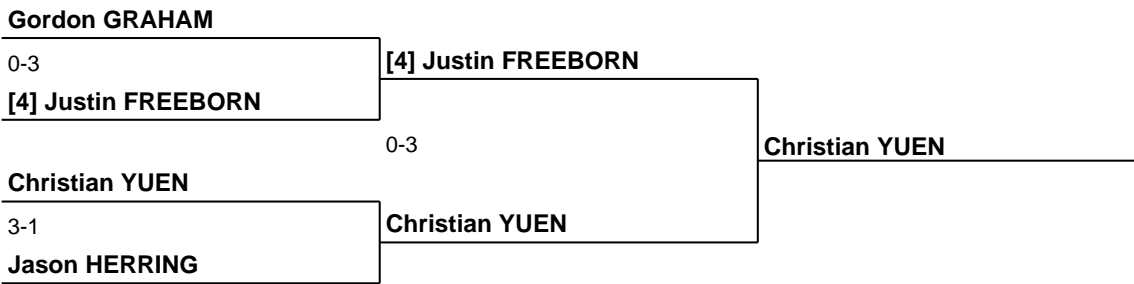 Gordon GRAHAM
0-3
[4] Justin FREEBORN
[4] Justin FREEBORN
0-3
Christian YUEN
Christian YUEN
3-1
Christian YUEN
Jason HERRING